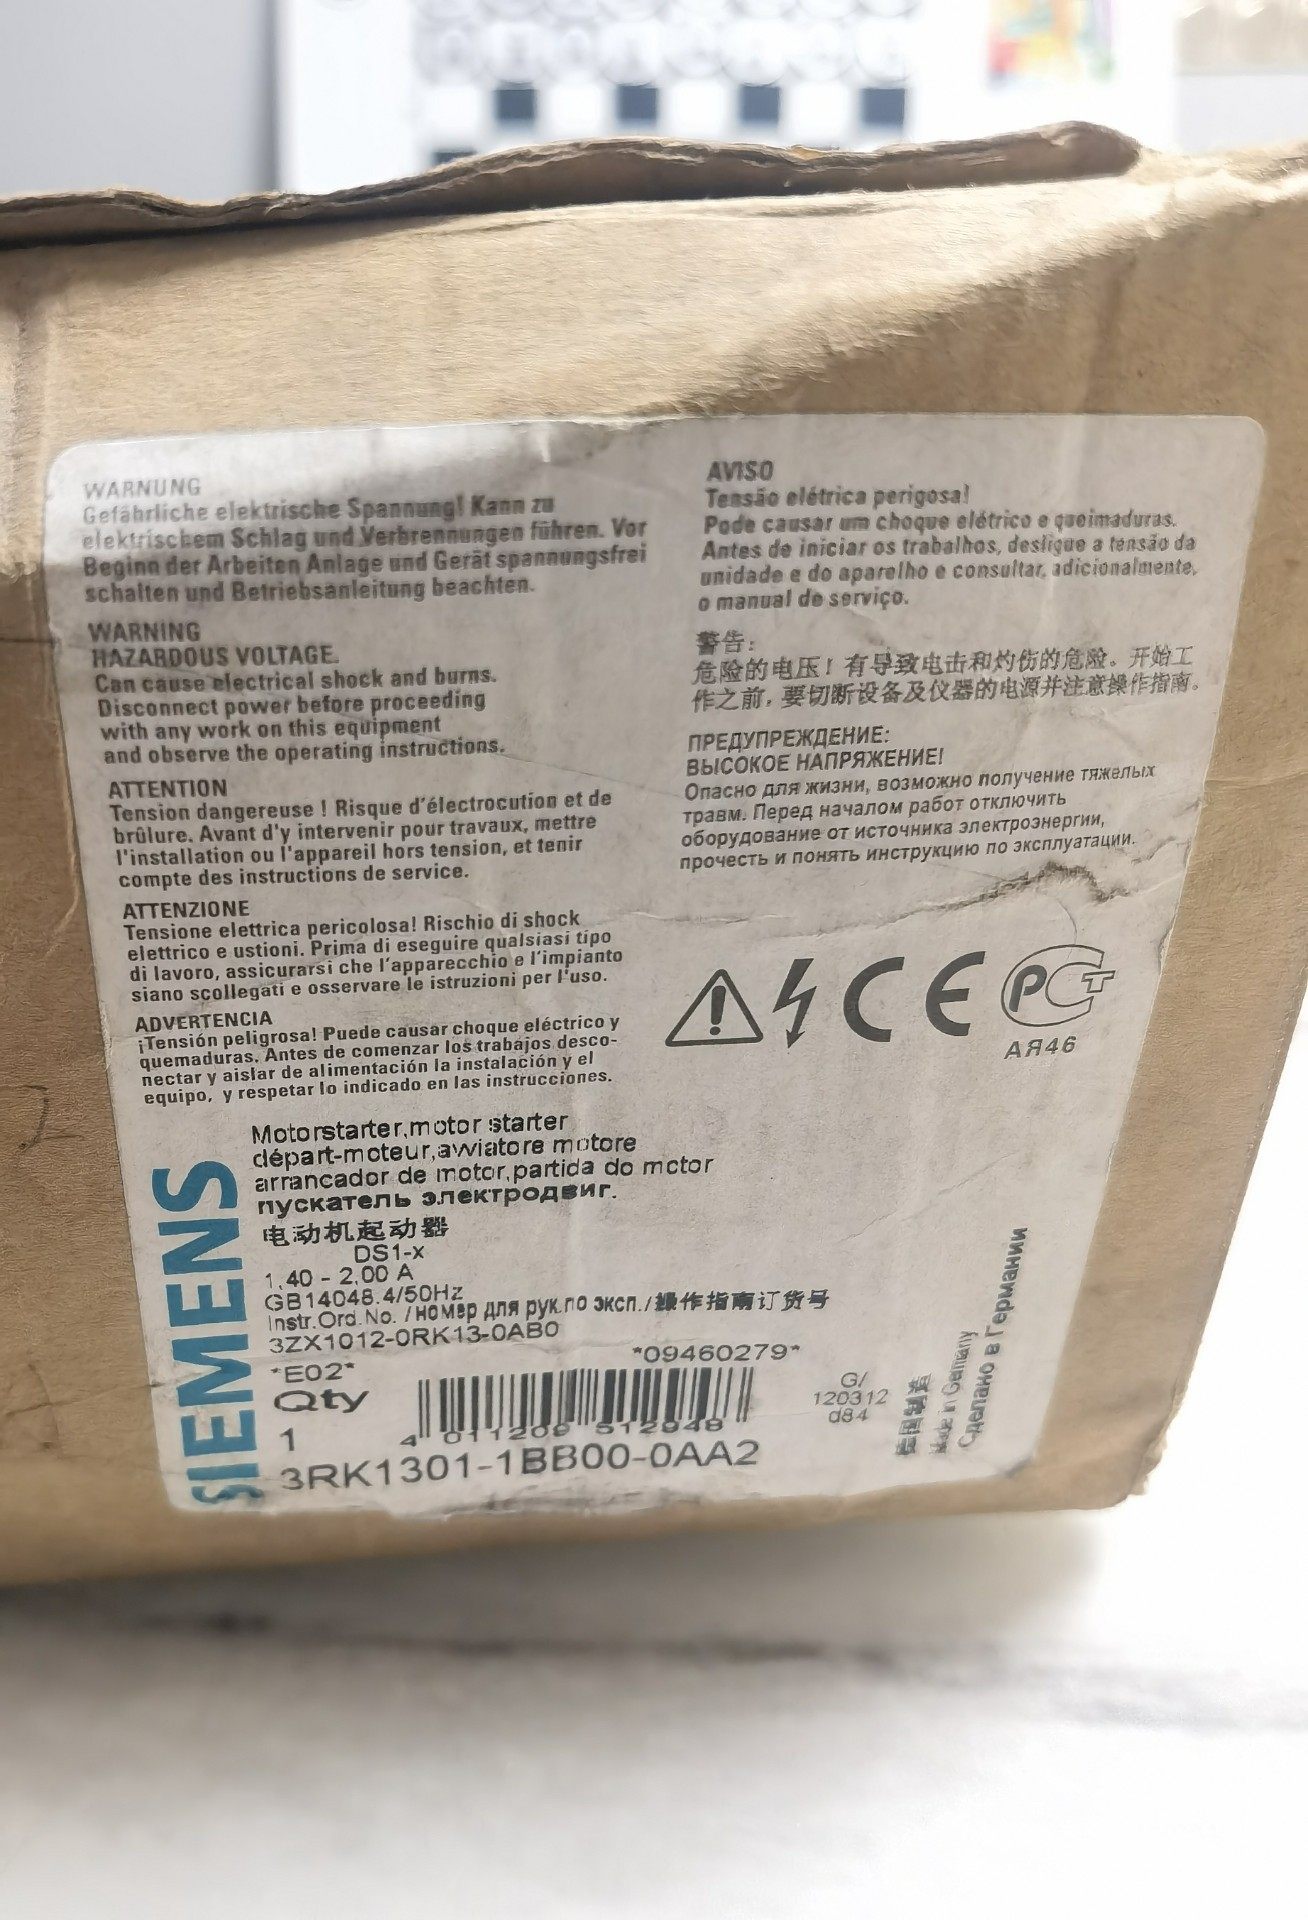 WARNUNG
Gefährliche elektrische Spannung! Kann zu
elektrischem Schlag und Verbrennungen führen. Vor
Beginn der Arbeiten Anlage und Gerät spannungsfrei
schalten und Betriebsanleitung beachten.
WARNING
HAZARDOUS VOLTAGE.
Can cause electrical shock and burns.
Disconnect power before proceeding
with any work on this equipment
and observe the operating instructions.
ATTENTION
Tension dangereuse ! Risque d'électrocution et de
brûlure. Avant d'y intervenir pour travaux, mettre
l'installation ou l'appareil hors tension, et tenir
compte des instructions de service.
ATTENZIONE
Tensione elettrica pericolosa! Rischio di shock
elettrico e ustioni. Prima di eseguire qualsiasi tipo
di lavoro, assicurarsi che l'apparecchio e l'impianto
siano scollegati e osservare le istruzioni per l'uso.
ADVERTENCIA
¡Tensión peligrosa! Puede causar choque eléctrico y
quemaduras. Antes de comenzar los trabajos desco-
nectar y aislar de alimentación la instalación y el
equipo, y respetar lo indicado en las instrucciones.
AVISO
Tensão elétrica perigosa!
Pode causar um choque elétrico e queimaduras.
Antes de iniciar os trabalhos, desligue a tensão da
unidade e do aparelho e consultar, adicionalmente,
o manual de serviço.
警告:
危险的电压！有导致电击和灼伤的危险。开始工
作之前，要切断设备及仪器的电源并注意操作指南。
ПРЕДУПРЕЖДЕНИЕ:
ВЫСОКОЕ НАПРЯЖЕНИЕ!
Опасно для жизни, возможно получение тяжелых
травм. Перед началом работ отключить
оборудование от источника электроэнергии,
прочесть и понять инструкцию по эксплуатации.
CE
РСТ
АЯ46
SIEMENS
Motorstarter,motor starter
départ-moteur,avviatore motore
arrancador de motor,partida do motor
пускатель электродвиг.
电动机起动器
DS1-x
1,40 - 2,00 A
GB14048.4/50Hz
Instr.Ord.No. /номер для рук.по эксп./操作指南订货号
3ZX1012-0RK13-0AB0
*E02*
*09460279*
Qty
1
4 011209 512948
G/
120312
d84
德国制造
Made in Germany
Сделано в Германии
3RK1301-1BB00-0AA2